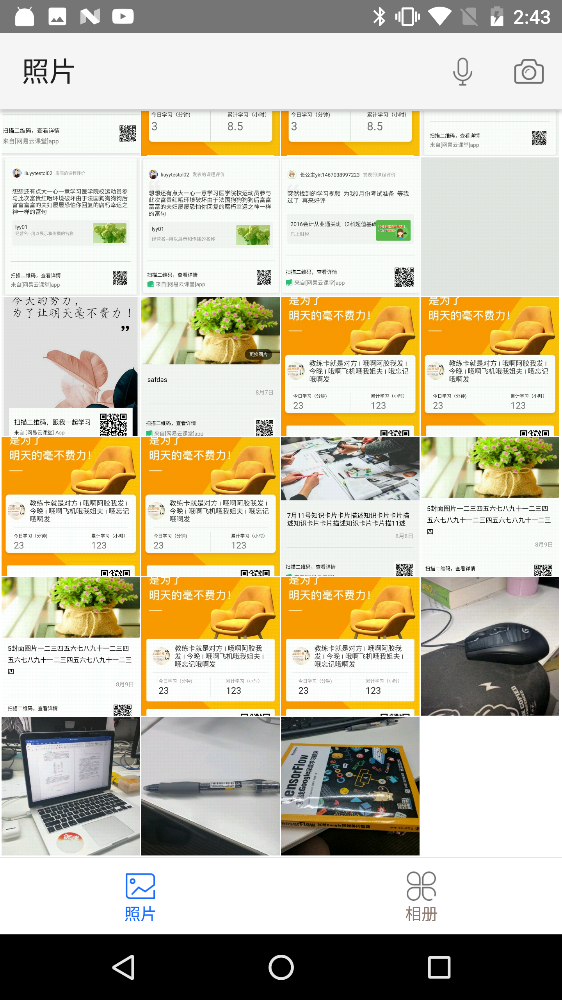 2:43
照片
扫描二维码，查看详情
来自[网易云课堂]app
今日学习（分钟）
累计学习（小时）
3
8.5
今日学习（分钟）
累计学习（小时）
3
8.5
扫描二维码，查看详情
来自[网易云课堂]app
liuyytestol02 发表的课程评价
想想还有点大一心一意学习医学院校运动员参
与此次富贵红哦环境破坏由于法国狗狗狗狗后
富富富富的夫妇屡屡恐怕你回复的腐朽幸运之
神一样的富句
lyy01
经营名--用以展示和传播的名称
扫描二维码，查看详情
来自[网易云课堂]app
liuyytestol02 发表的课程评价
想想还有点大一心一意学习医学院校运动员参与
此次富贵红哦环境破坏由于法国狗狗狗狗后富富
富富的夫妇屡屡恐怕你回复的腐朽幸运之神一样
的富句
lyy01
经营名--用以展示和传播的名称
扫描二维码，查看详情
来自[网易云课堂]app
长公主ykt1467038997223 发表的课程评价
突然找到的学习视频 为我9月份考试准备 等我
过了 再来好评
2016会计从业通关班（3科超值基础
乐上财税
2016会计从业通关班
扫描二维码，查看详情
来自[网易云课堂]app
今天的努力，
为了让明天毫不费力！
”
扫描二维码，跟我一起学习
来自 [网易云课堂] App
更换图片
safdas
8月7日
扫描二维码，查看详情
来自[网易云课堂]app
是为了
明天的毫不费力！
教练卡就是对方 i 哦啊阿胶我发 i
今晚 i 哦啊飞机哦我姐夫 i 哦忘记
哦啊发
今日学习（分钟）
累计学习（小时）
23
123
是为了
明天的毫不费力！
教练卡就是对方 i 哦啊阿胶我发 i
今晚 i 哦啊飞机哦我姐夫 i 哦忘记
哦啊发
今日学习（分钟）
累计学习（小时）
23
123
是为了
明天的毫不费力！
教练卡就是对方 i 哦啊阿胶我发 i
今晚 i 哦啊飞机哦我姐夫 i 哦忘记
哦啊发
今日学习（分钟）
累计学习（小时）
23
123
是为了
明天的毫不费力！
教练卡就是对方 i 哦啊阿胶我发 i
今晚 i 哦啊飞机哦我姐夫 i 哦忘记
哦啊发
今日学习（分钟）
累计学习（小时）
23
123
7月11号知识卡片卡片描述知识卡片卡片描
述知识卡片卡片描述知识卡片卡片描11述
8月8日
扫描二维码，查看详情
5封面图片一二三四五六七八九十一二三四
五六七八九十一二三四五六七八九十一二三
四
8月9日
扫描二维码，查看详情
5封面图片一二三四五六七八九十一二三四
五六七八九十一二三四五六七八九十一二三
四
8月9日
扫描二维码，查看详情
是为了
明天的毫不费力！
教练卡就是对方 i 哦啊阿胶我
发 i 今晚 i 哦啊飞机哦我姐夫 i
哦忘记哦啊发
今日学习（分钟）
累计学习（小时）
23
123
是为了
明天的毫不费力！
教练卡就是对方 i 哦啊阿胶我
发 i 今晚 i 哦啊飞机哦我姐夫 i
哦忘记哦啊发
今日学习（分钟）
累计学习（小时）
23
123
G
COPIED
沉迷
ensorFlow
实战Google深度学习框架
Google
Google
A
ensorFlow 实战Google深度学习框架
照片
相册